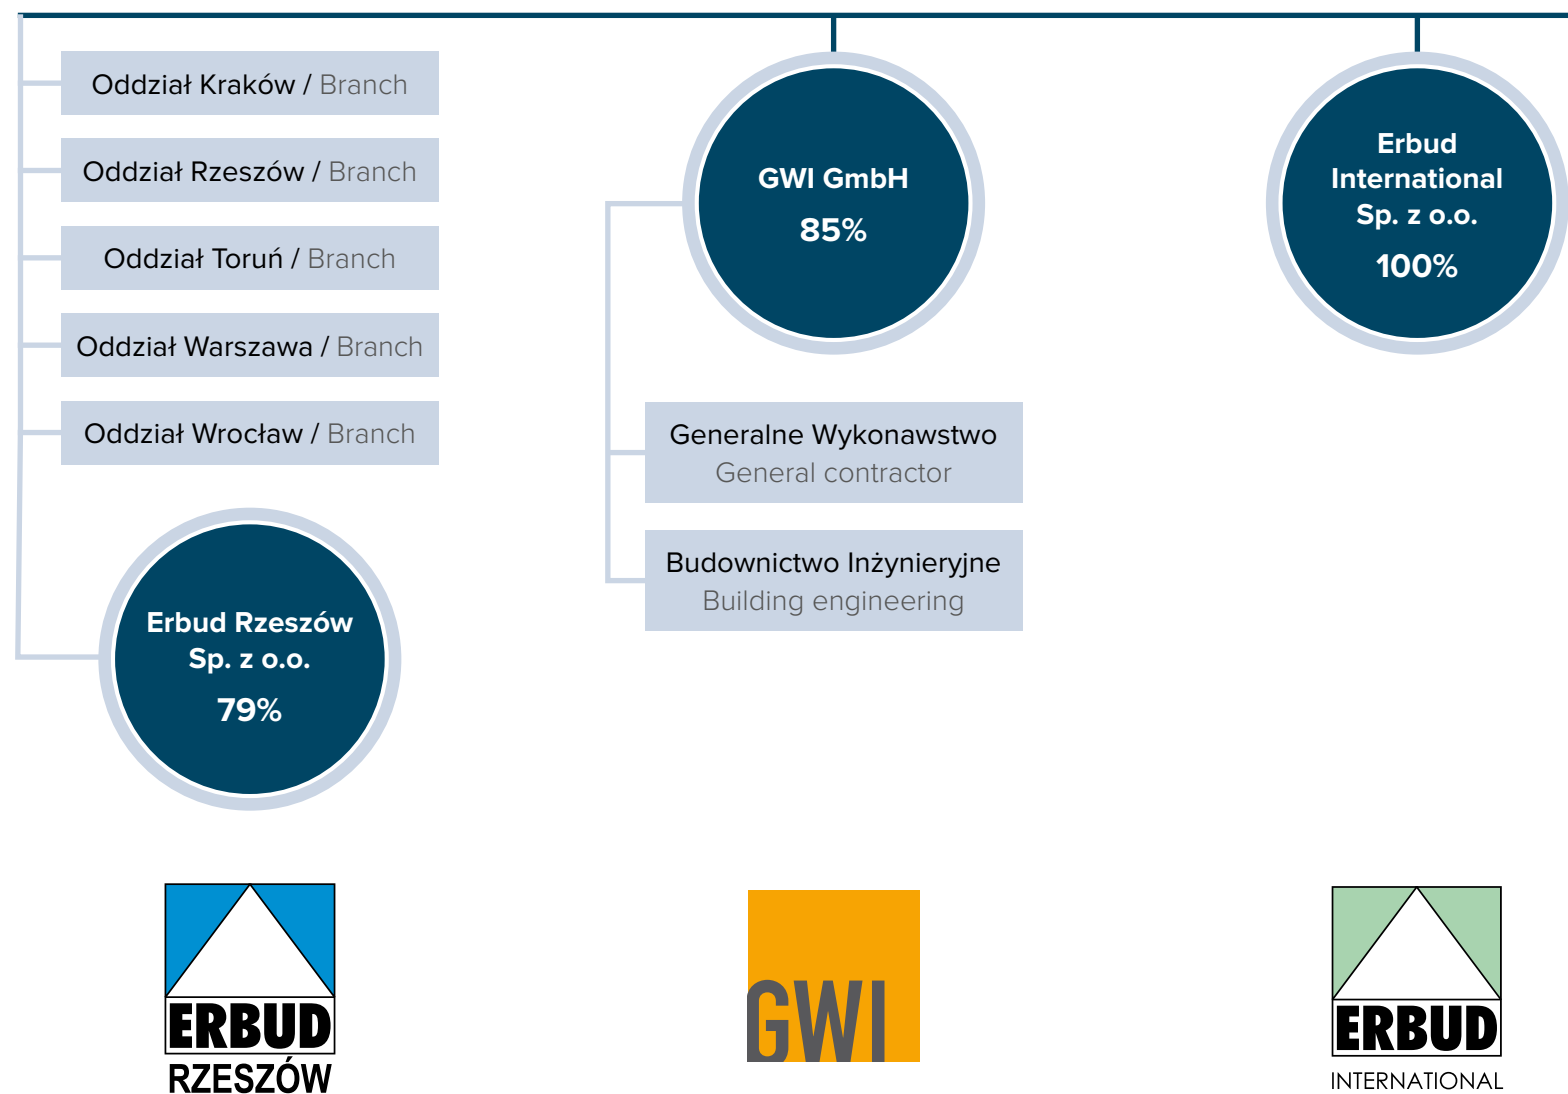 Oddział Kraków / Branch
Oddział Rzeszów / Branch
Oddział Toruń / Branch
Oddział Warszawa / Branch
Oddział Wrocław / Branch
Erbud Rzeszów
Sp. z o.o.
79%
GWI GmbH
85%
Generalne Wykonawstwo
General contractor
Budownictwo Inżynieryjne
Building engineering
Erbud
International
Sp. z o.o.
100%
ERBUD
RZESZÓW
GWI
ERBUD
INTERNATIONAL